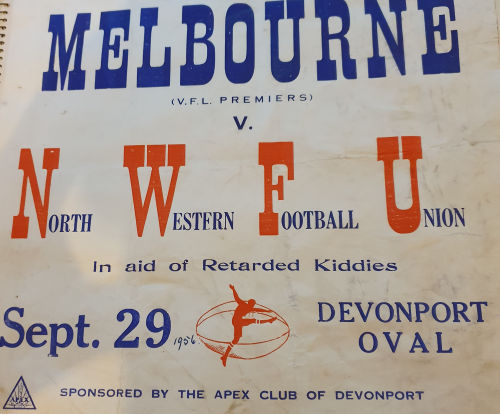 MELBOURNE
(V.F.L. PREMIERS)
V.
NORTH WESTERN FOOTBALL UNION
In aid of Retarded Kiddies
Sept. 29 1956
DEVONPORT
OVAL
APEX
SPONSORED BY THE APEX CLUB OF DEVONPORT